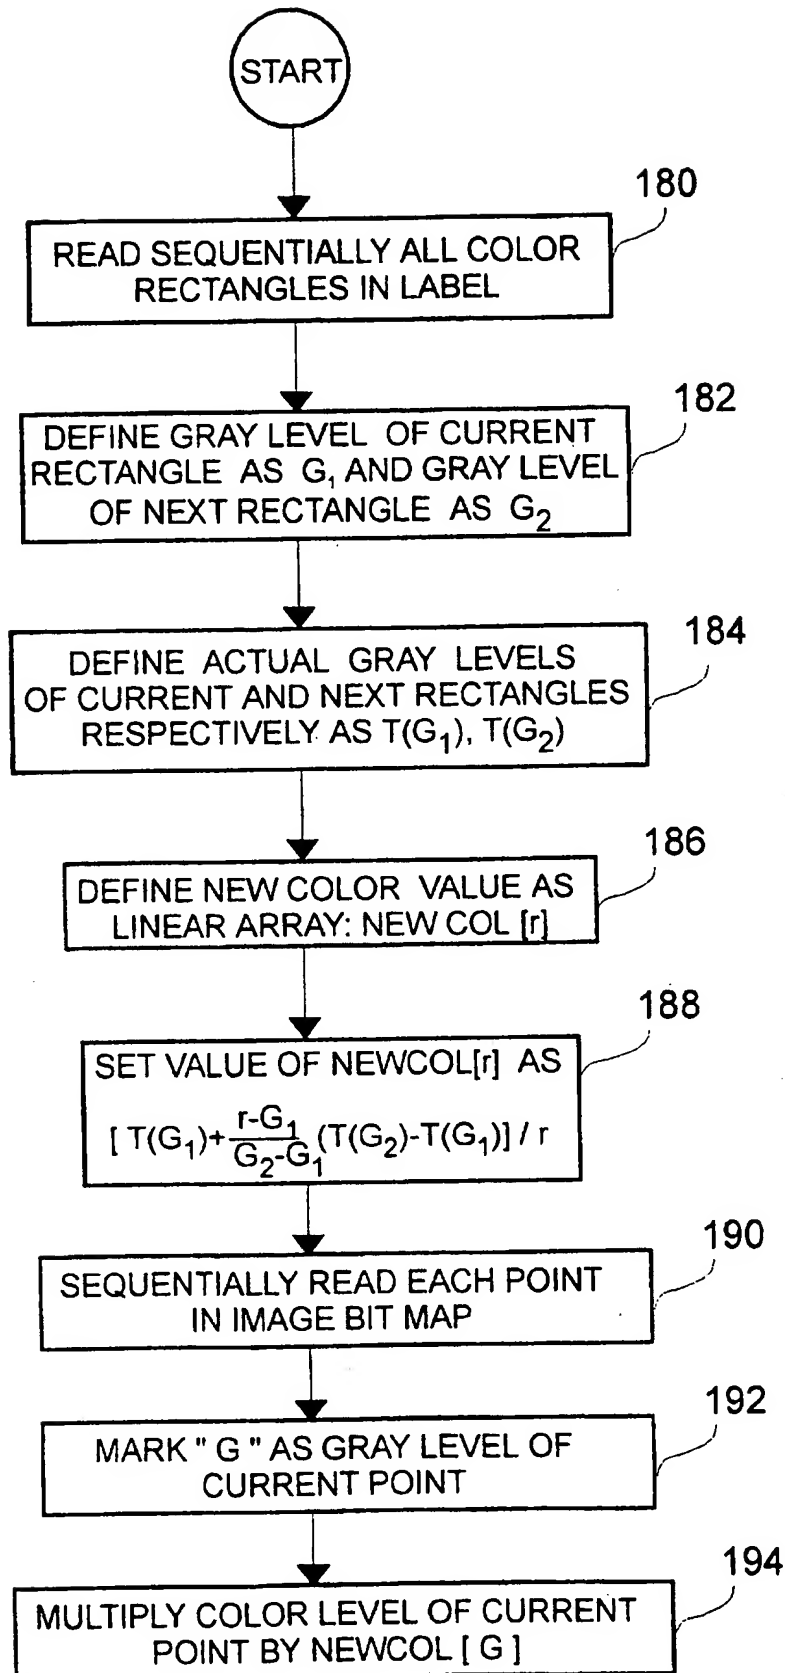 START
180
READ SEQUENTIALLY ALL COLOR
RECTANGLES IN LABEL
182
DEFINE GRAY LEVEL OF CURRENT
RECTANGLE AS G₁ AND GRAY LEVEL
OF NEXT RECTANGLE AS G₂
184
DEFINE ACTUAL GRAY LEVELS
OF CURRENT AND NEXT RECTANGLES
RESPECTIVELY AS T(G₁), T(G₂)
186
DEFINE NEW COLOR VALUE AS
LINEAR ARRAY: NEW COL [r]
188
SET VALUE OF NEWCOL[r] AS
[ T(G₁)+ r-G₁/G₂-G₁ (T(G₂)-T(G₁)] / r
190
SEQUENTIALLY READ EACH POINT
IN IMAGE BIT MAP
192
MARK " G " AS GRAY LEVEL OF
CURRENT POINT
194
MULTIPLY COLOR LEVEL OF CURRENT
POINT BY NEWCOL [ G ]